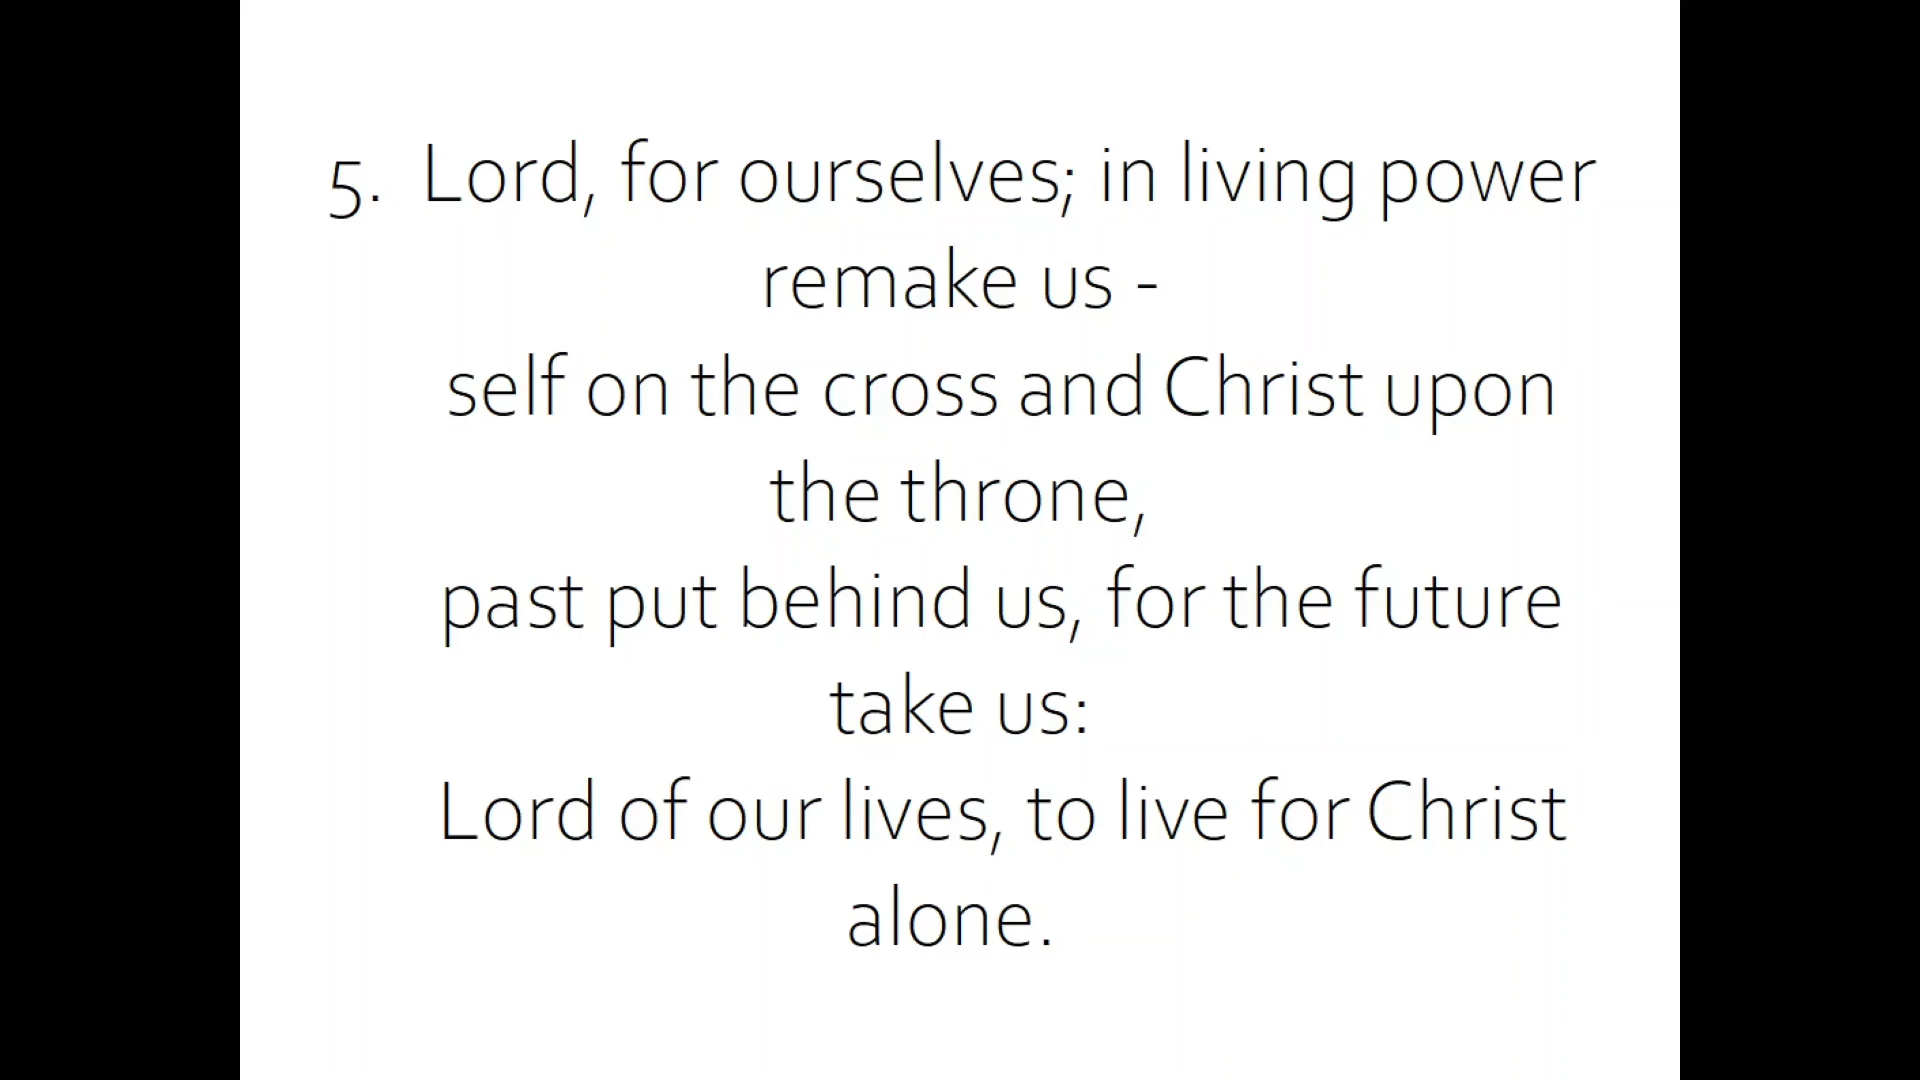 5. Lord, for ourselves; in living power
remake us -
self on the cross and Christ upon
the throne,
past put behind us, for the future
take us:
Lord of our lives, to live for Christ
alone.